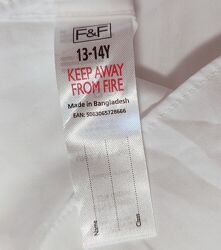 F&F
13-14Y
KEEP AWAY
FROM FIRE
Made in Bangladesh
EAN: 5063065728666
Name
Class